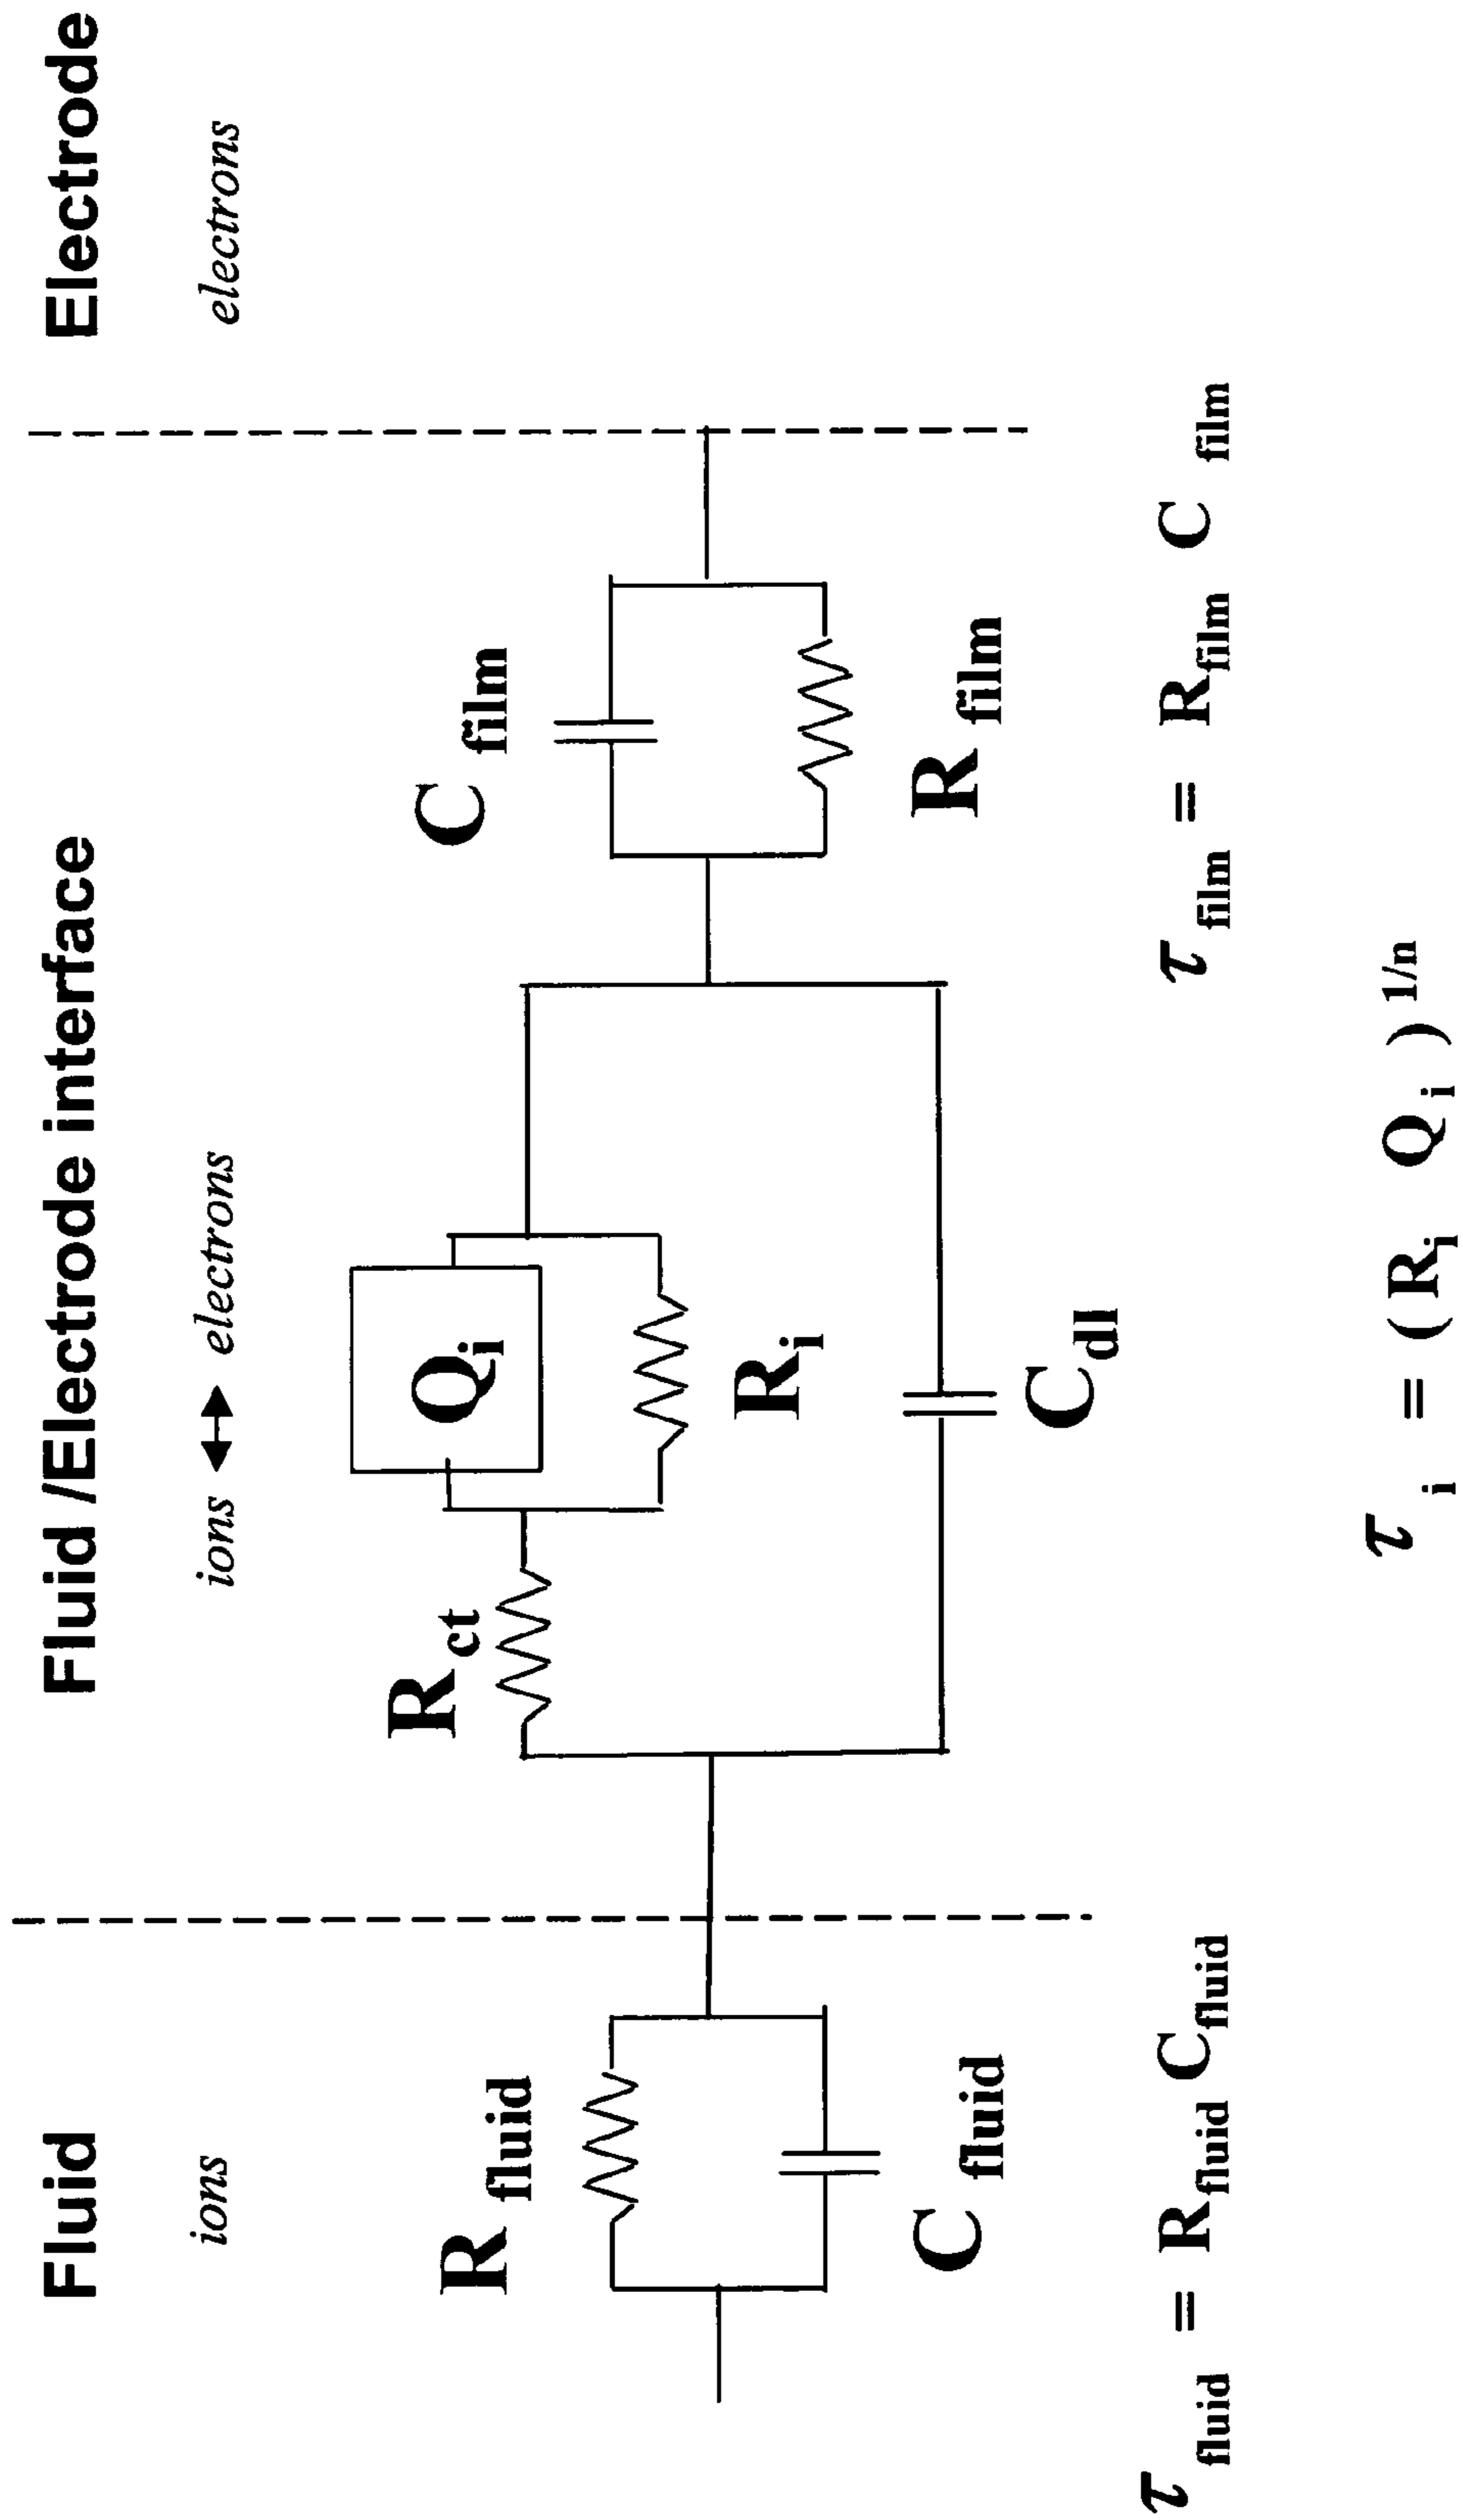 Fluid Fluid /Electrode interface Electrode
ions ions ↔ electrons electrons
R fluid R ct Q i C film
C fluid R i R film
C dl
τ fluid = R fluid C fluid τ film = R film C film
τ i = ( R i Q i ) 1/n